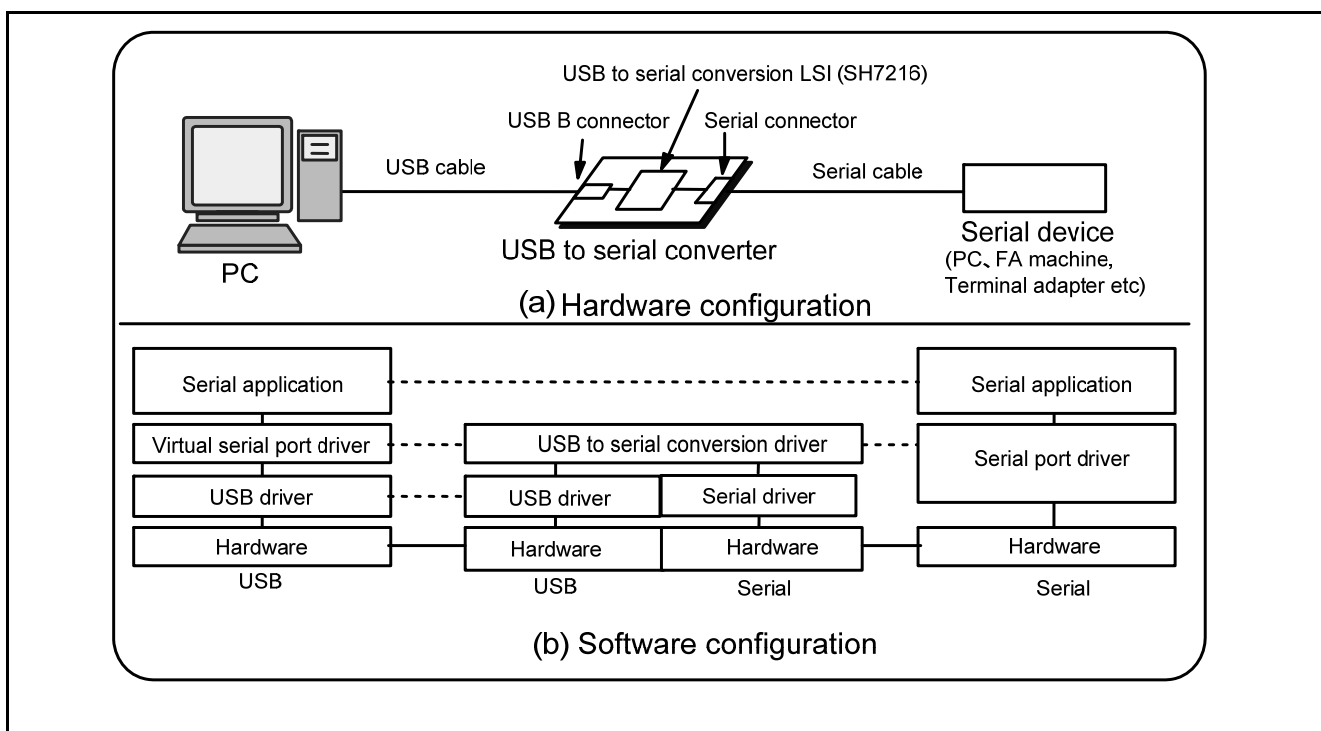 USB to serial conversion LSI (SH7216)
USB B connector
Serial connector
USB cable
Serial cable
PC
USB to serial converter
Serial device
(PC、FA machine,
Terminal adapter etc)
(a) Hardware configuration
Serial application
Serial application
Virtual serial port driver
USB to serial conversion driver
Serial port driver
USB driver
USB driver
Serial driver
Hardware
Hardware
Hardware
Hardware
USB
USB
Serial
Serial
(b) Software configuration